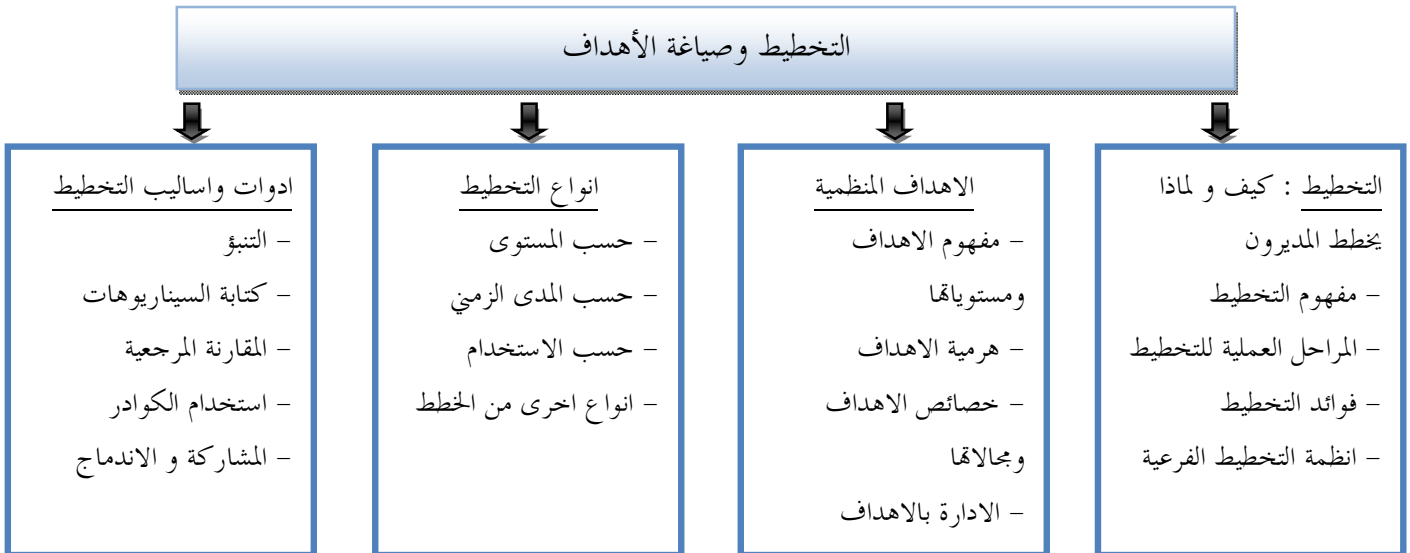 التخطيط وصياغة الأهداف
التخطيط : كيف و لماذا
يخطط المديرون
- مفهوم التخطيط
- المراحل العملية للتخطيط
- فوائد التخطيط
- انظمة التخطيط الفرعية
الاهداف المنظمية
- مفهوم الاهداف
ومستوياتها
- هرمية الاهداف
- خصائص الاهداف
ومجالاتها
- الادارة بالاهداف
انواع التخطيط
- حسب المستوى
- حسب المدى الزمني
- حسب الاستخدام
- انواع اخرى من الخطط
ادوات واساليب التخطيط
- التنبؤ
- كتابة السيناريوهات
- المقارنة المرجعية
- استخدام الكوادر
- المشاركة و الاندماج